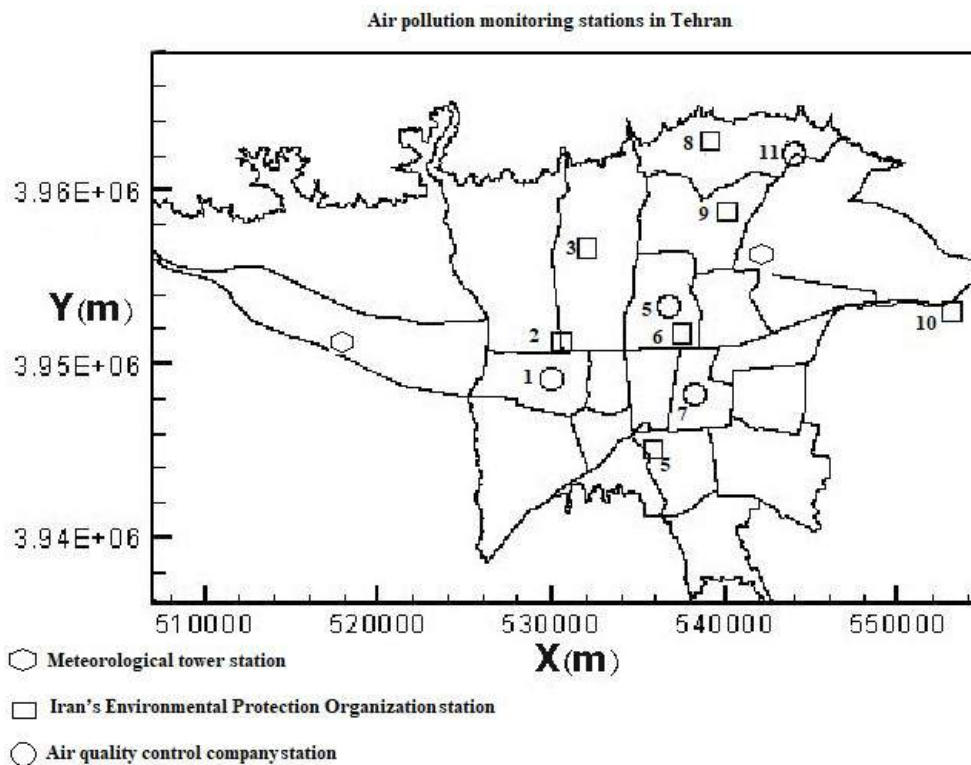 Air pollution monitoring stations in Tehran
8
11
3.96E+06
9
3
Y(m)
5
10
2
6
3.95E+06
1
7
5
3.94E+06
510000 520000 530000 540000 550000
X(m)
Meteorological tower station
Iran's Environmental Protection Organization station
Air quality control company station